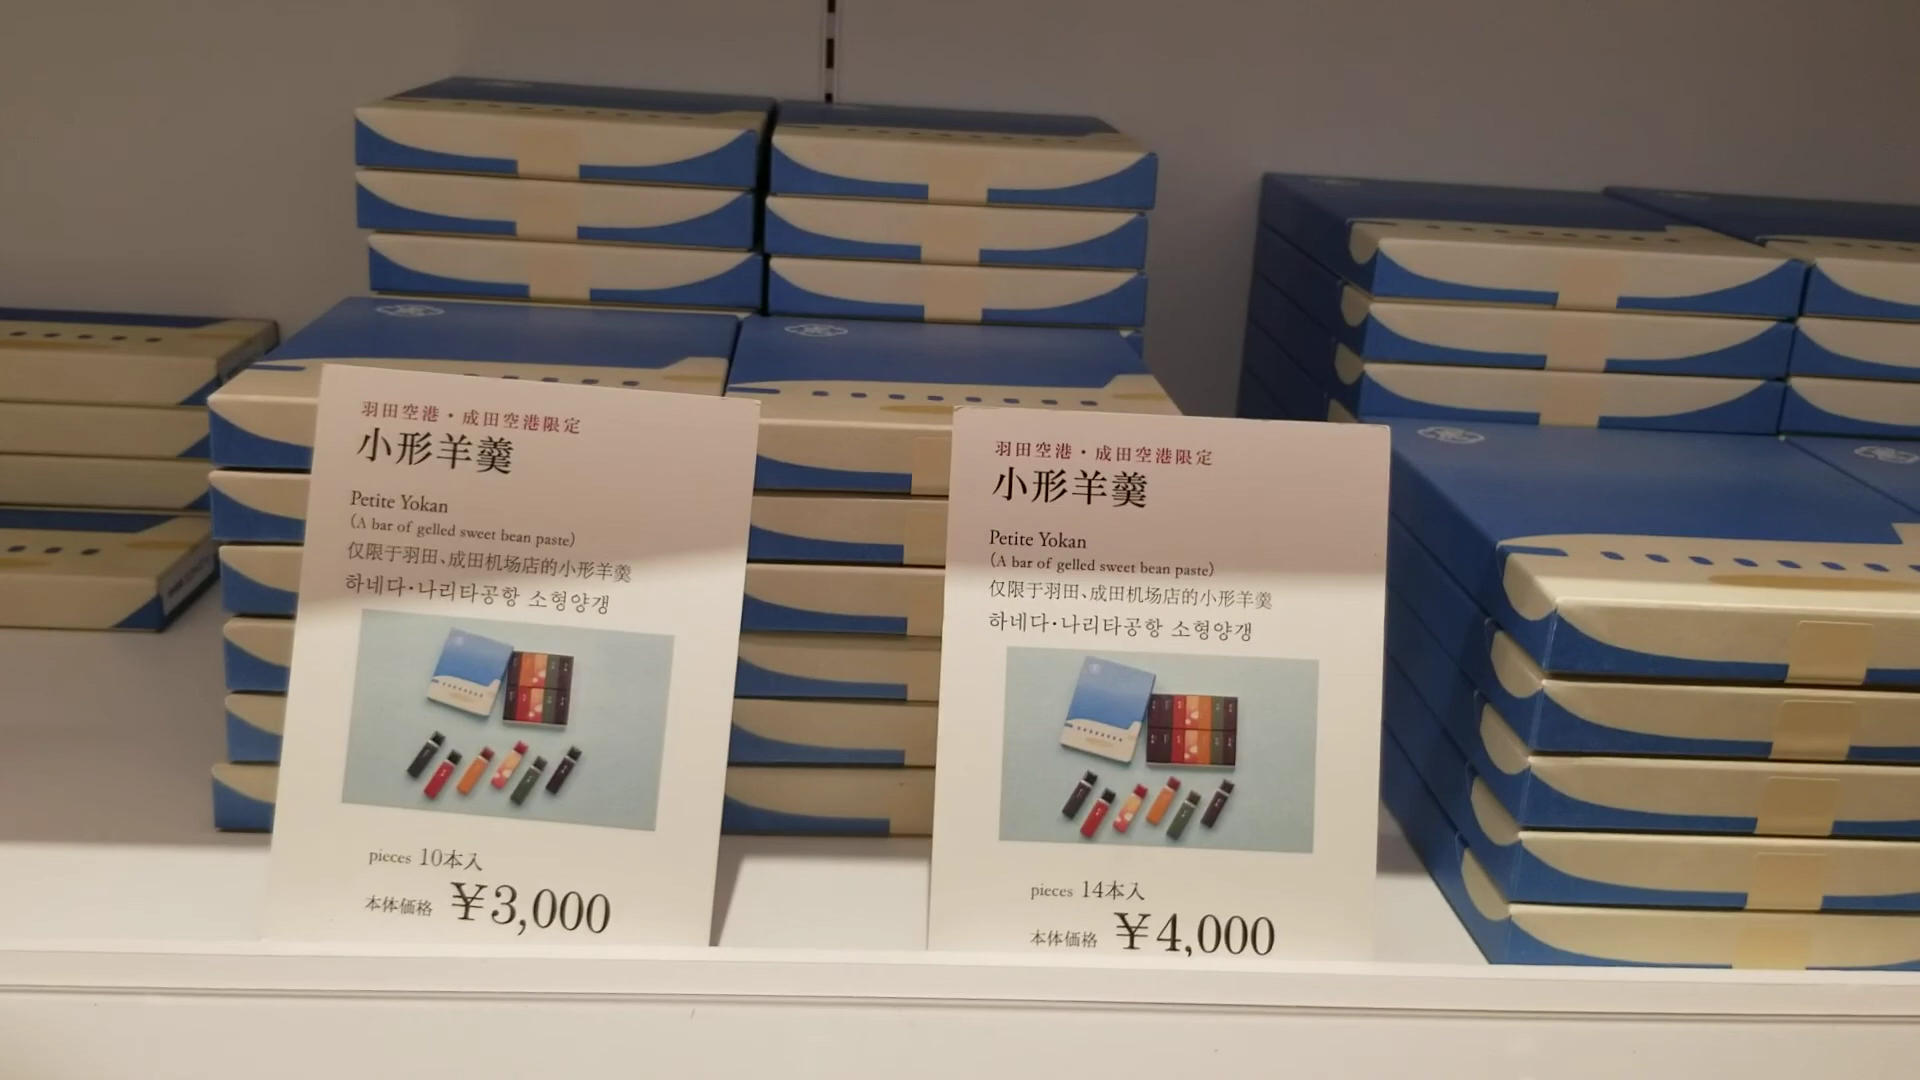 羽田空港・成田空港限定
小形羊羹
Petite Yokan
(A bar of gelled sweet bean paste)
仅限于羽田、成田机场店的小形羊羹
하네다·나리타공항 소형양갱
pieces 10本入
本体価格 ¥3,000
羽田空港・成田空港限定
小形羊羹
Petite Yokan
(A bar of gelled sweet bean paste)
仅限于羽田、成田机场店的小形羊羹
하네다·나리타공항 소형양갱
pieces 14本入
本体価格 ¥4,000